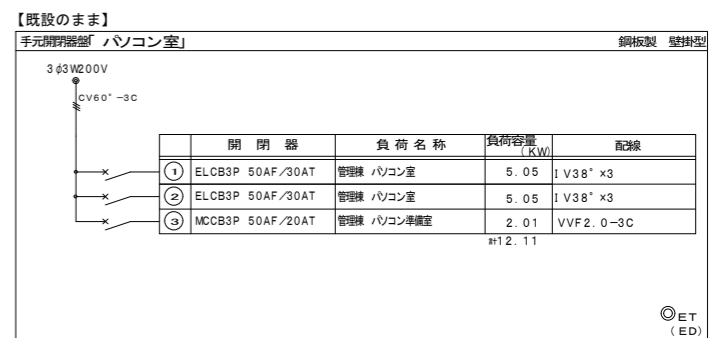 【既設のまま】
手元開閉器盤「 パソコン室」 鋼板製 壁掛型
3φ3W200V
CV60°-3C
開 閉 器 負 荷 名 称 負荷容量(KW) 配線
① ELCB3P 50AF/30AT 管理棟 パソコン室 5.05 IV38°×3
② ELCB3P 50AF/30AT 管理棟 パソコン室 5.05 IV38°×3
③ MCCB3P 50AF/20AT 管理棟 パソコン準備室 2.01 VVF2.0-3C
計12.11
ET
(ED)